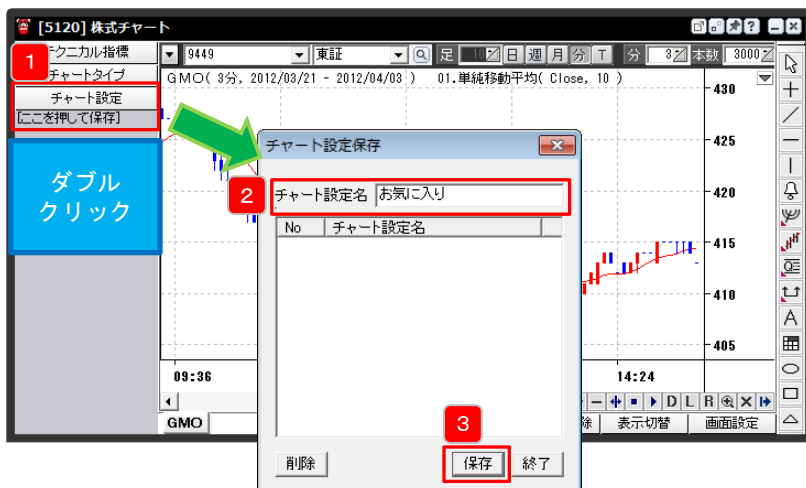 [5120] 株式チャート
1
テクニカル指標
9449
東証
足
10
日
週
月
分
T
分
3
本数
3000
チャートタイプ
GMO( 3分, 2012/03/21 - 2012/04/03 )
01.単純移動平均( Close, 10 )
チャート設定
[ここを押して保存]
430
425
420
415
410
405
ダブル
クリック
チャート設定保存
2
チャート設定名
お気に入り
No
チャート設定名
A
09:36
14:24
D
L
R
GMO
除
表示切替
画面設定
3
削除
保存
終了